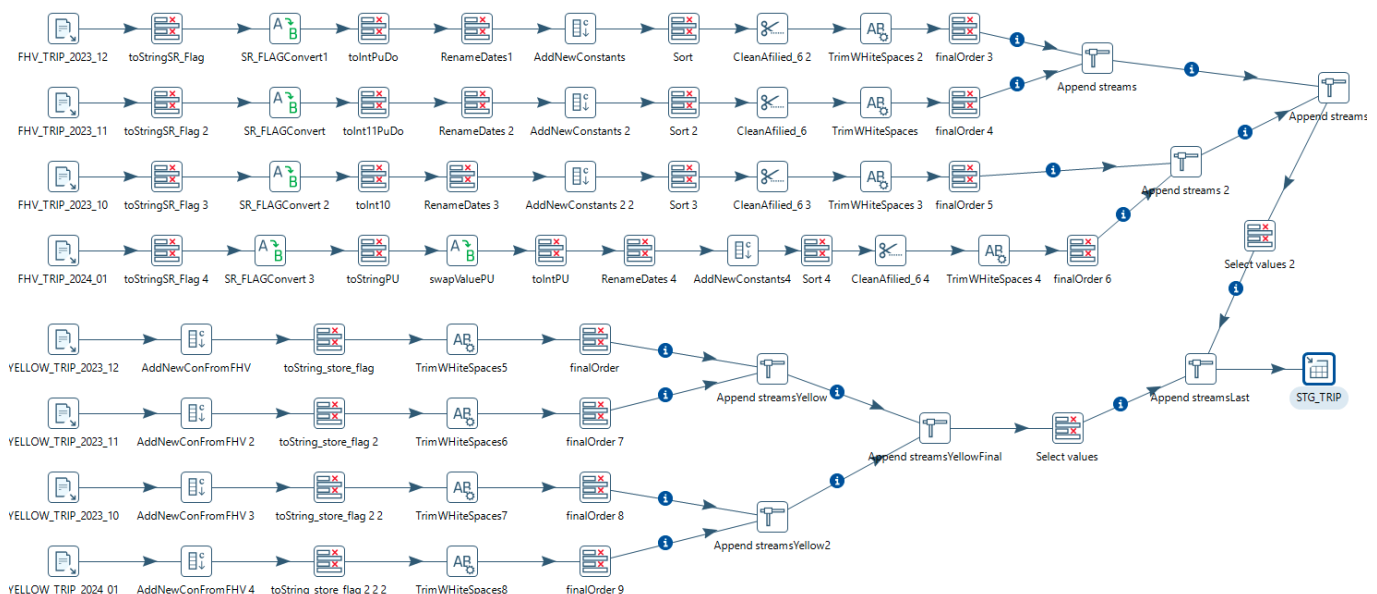 FHV_TRIP_2023_12 toStringSR_Flag SR_FLAGConvert1 toIntPuDo RenameDates1 AddNewConstants Sort CleanAfilied_6 2 TrimWHiteSpaces 2 finalOrder 3
Append streams
Append streams
FHV_TRIP_2023_11 toStringSR_Flag 2 SR_FLAGConvert toInt11PuDo RenameDates 2 AddNewConstants 2 Sort 2 CleanAfilied_6 TrimWHiteSpaces finalOrder 4
Append streams 2
FHV_TRIP_2023_10 toStringSR_Flag 3 SR_FLAGConvert 2 toInt10 RenameDates 3 AddNewConstants 2 2 Sort 3 CleanAfilied_6 3 TrimWHiteSpaces 3 finalOrder 5
Select values 2
FHV_TRIP_2024_01 toStringSR_Flag 4 SR_FLAGConvert 3 toStringPU swapValuePU toIntPU RenameDates 4 AddNewConstants4 Sort 4 CleanAfilied_6 4 TrimWHiteSpaces 4 finalOrder 6
YELLOW_TRIP_2023_12 AddNewConFromFHV toString_store_flag TrimWHiteSpaces5 finalOrder
Append streamsYellow
Append streamsLast
STG_TRIP
YELLOW_TRIP_2023_11 AddNewConFromFHV 2 toString_store_flag 2 TrimWHiteSpaces6 finalOrder 7
Append streamsYellowFinal
Select values
YELLOW_TRIP_2023_10 AddNewConFromFHV 3 toString_store_flag 2 2 TrimWHiteSpaces7 finalOrder 8
Append streamsYellow2
YELLOW_TRIP_2024_01 AddNewConFromFHV 4 toString_store_flag 2 2 2 TrimWHiteSpaces8 finalOrder 9